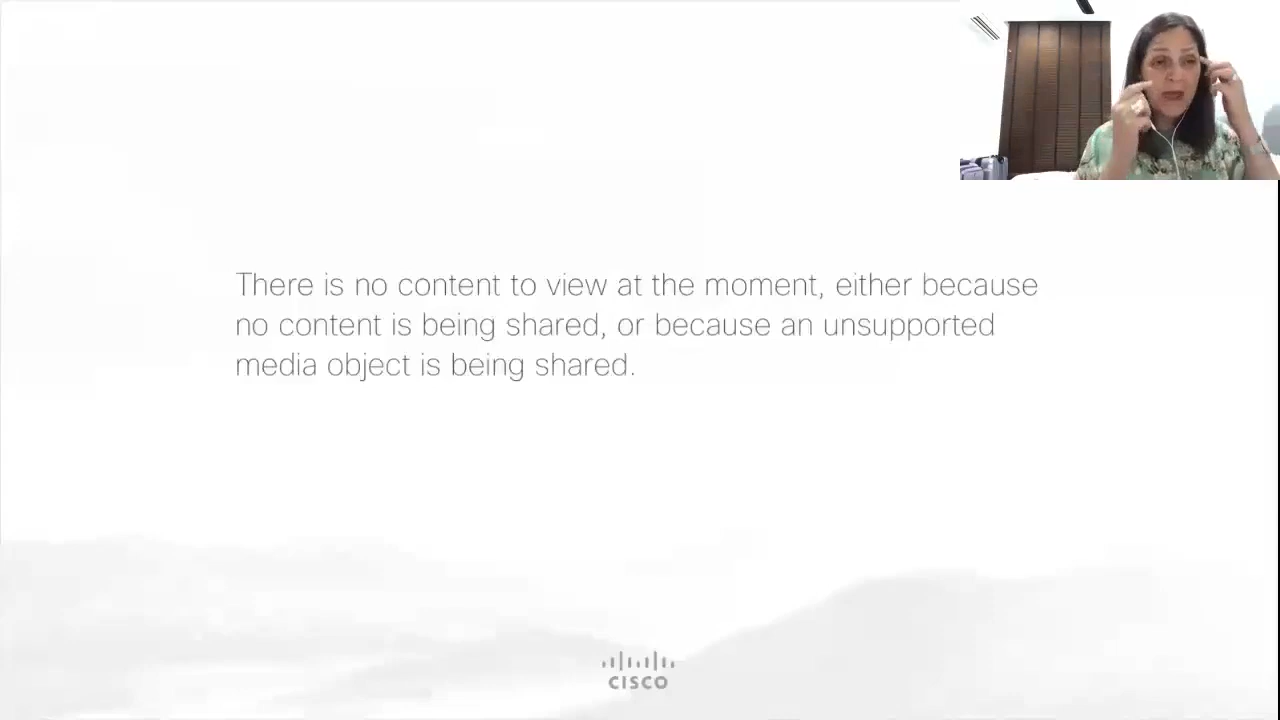 There is no content to view at the moment, either because
no content is being shared, or because an unsupported
media object is being shared.
CISCO